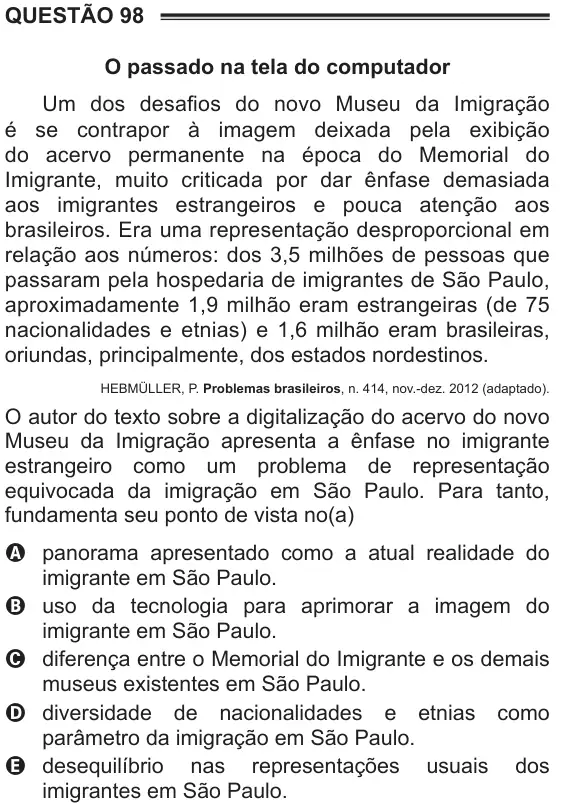 QUESTÃO 98
O passado na tela do computador
Um dos desafios do novo Museu da Imigração
é se contrapor à imagem deixada pela exibição
do acervo permanente na época do Memorial do
Imigrante, muito criticada por dar ênfase demasiada
aos imigrantes estrangeiros e pouca atenção aos
brasileiros. Era uma representação desproporcional em
relação aos números: dos 3,5 milhões de pessoas que
passaram pela hospedaria de imigrantes de São Paulo,
aproximadamente 1,9 milhão eram estrangeiras (de 75
nacionalidades e etnias) e 1,6 milhão eram brasileiras,
oriundas, principalmente, dos estados nordestinos.
HEBMÜLLER, P. Problemas brasileiros, n. 414, nov.-dez. 2012 (adaptado).
O autor do texto sobre a digitalização do acervo do novo
Museu da Imigração apresenta a ênfase no imigrante
estrangeiro como um problema de representação
equivocada da imigração em São Paulo. Para tanto,
fundamenta seu ponto de vista no(a)
A panorama apresentado como a atual realidade do
imigrante em São Paulo.
B uso da tecnologia para aprimorar a imagem do
imigrante em São Paulo.
C diferença entre o Memorial do Imigrante e os demais
museus existentes em São Paulo.
D diversidade de nacionalidades e etnias como
parâmetro da imigração em São Paulo.
E desequilíbrio nas representações usuais dos
imigrantes em São Paulo.